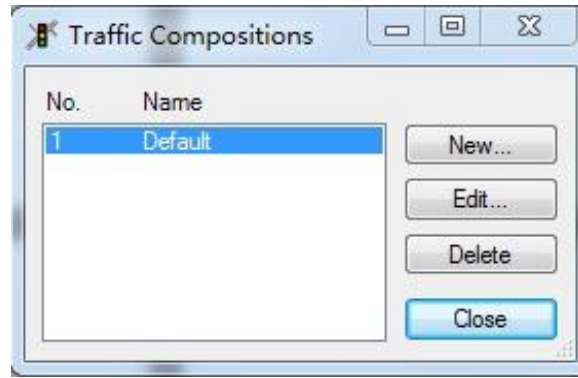 Traffic Compositions
No. Name
1 Default
New...
Edit...
Delete
Close